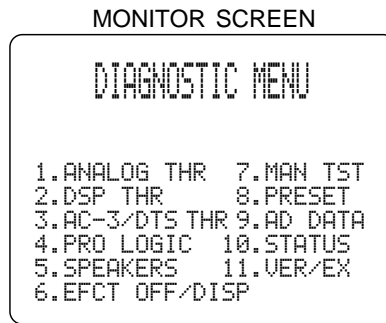 MONITOR SCREEN
DIAGNOSTIC MENU
1.ANALOG THR 7.MAN TST
2.DSP THR 8.PRESET
3.AC-3/DTS THR 9.AD DATA
4.PRO LOGIC 10.STATUS
5.SPEAKERS 11.VER/EX
6.EFCT OFF/DISP